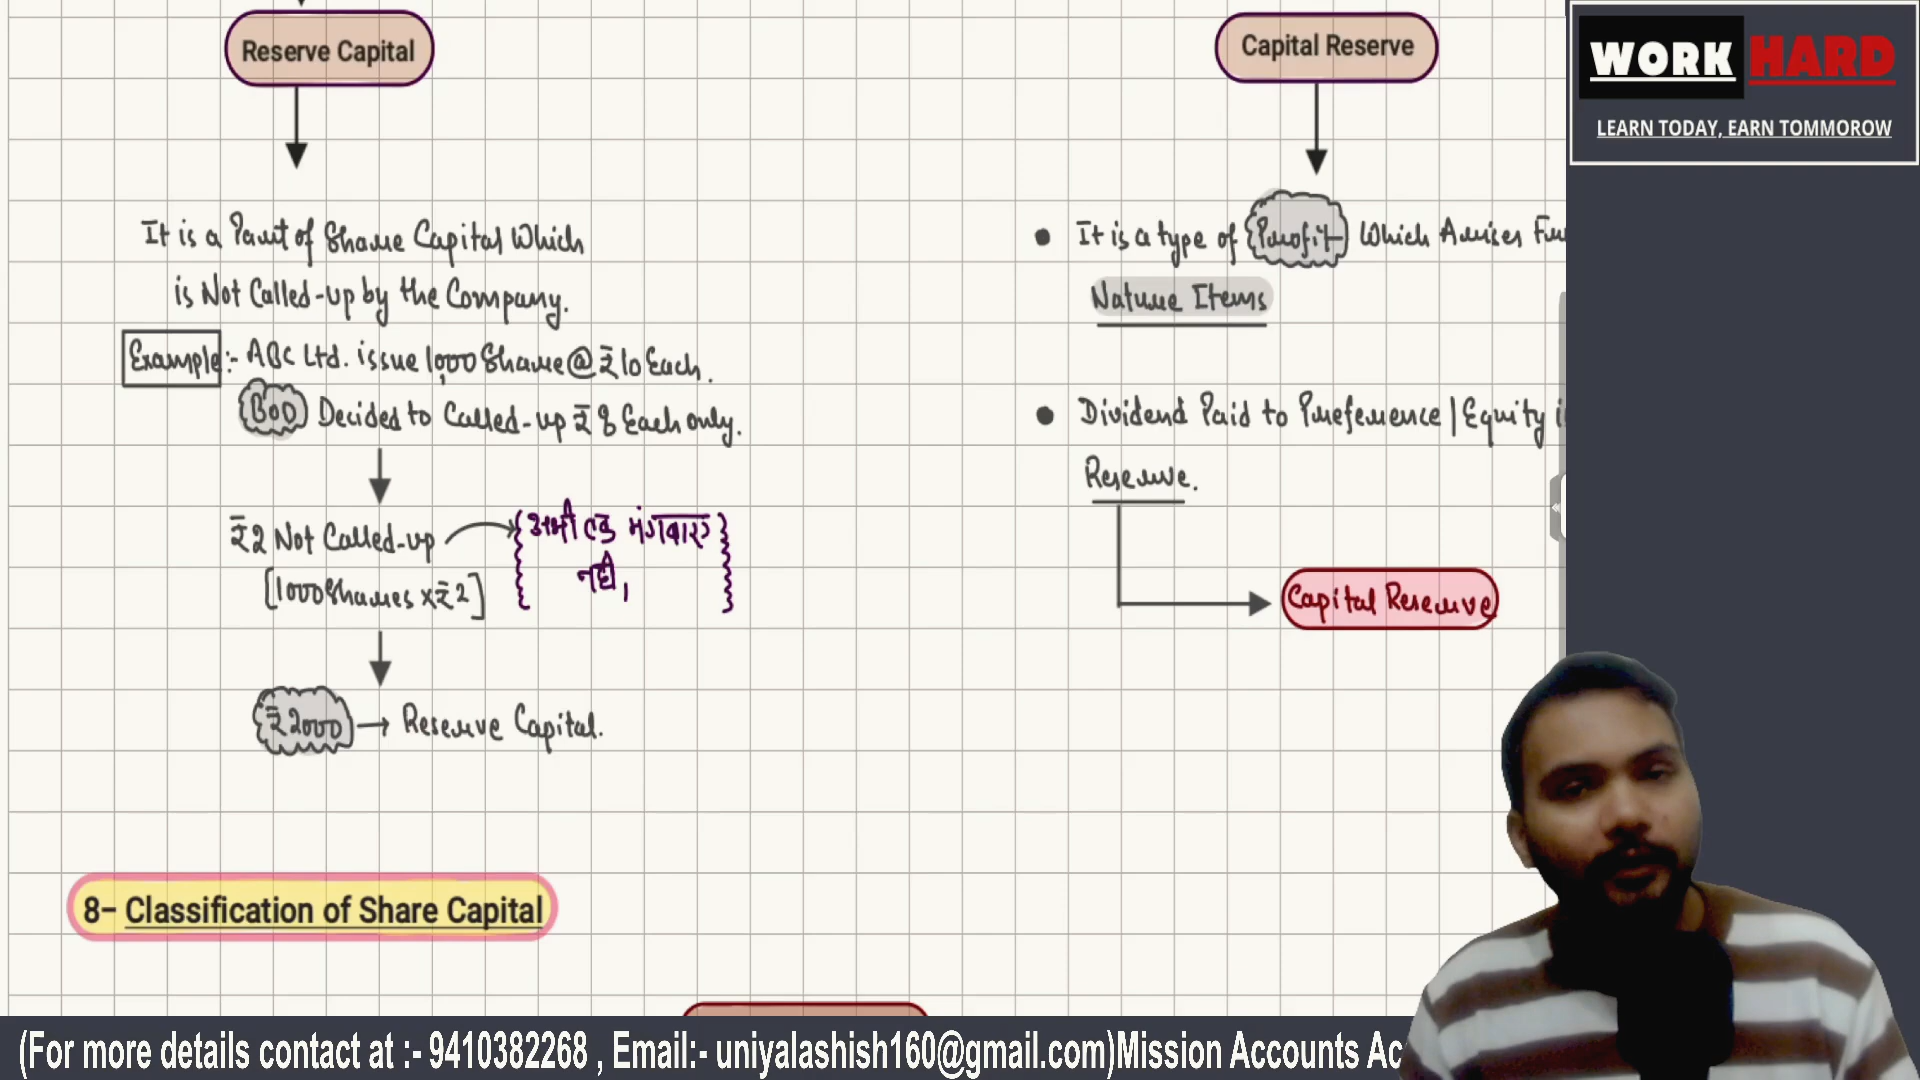 Reserve Capital
It is a Part of Share Capital Which
is Not Called-up by the Company.
Example:- ABC Ltd. issue 1,000 Share @ ₹10 Each.
BOD Decided to Called-up ₹8 Each only.
₹2 Not Called-up
[1000 Shares x ₹2]
अभी तक मंगवाए
नहीं।
₹2000 → Reserve Capital.
8- Classification of Share Capital
Capital Reserve
It is a type of Profit Which Arises
Nature Items
Dividend Paid to Preference | Equity
Reserve.
Capital Reserve
WORK HARD
LEARN TODAY, EARN TOMMOROW
(For more details contact at :- 9410382268 , Email:- uniyalashish160@gmail.com)Mission Accounts Ac